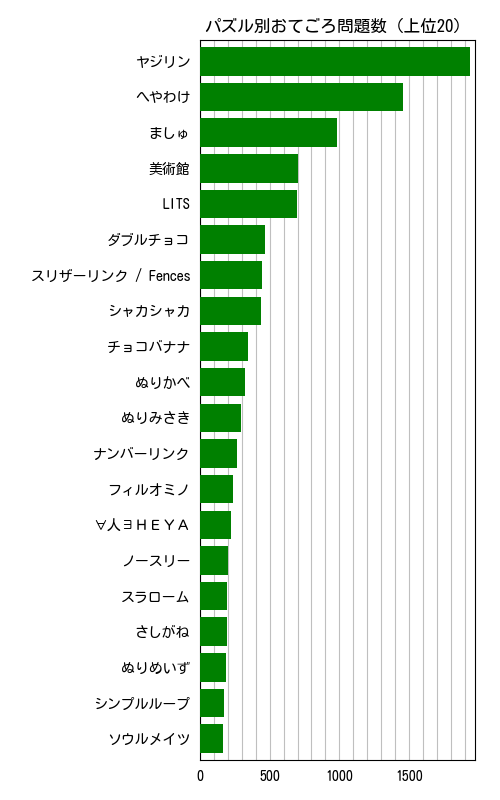 パズル別おてごろ問題数（上位20）
ヤジリン
へやわけ
ましゅ
美術館
LITS
ダブルチョコ
スリザーリンク / Fences
シャカシャカ
チョコバナナ
ぬりかべ
ぬりみさき
ナンバーリンク
フィルオミノ
∀人∃ＨＥＹＡ
ノースリー
スラローム
さしがね
ぬりめいず
シンプルループ
ソウルメイツ
0 500 1000 1500